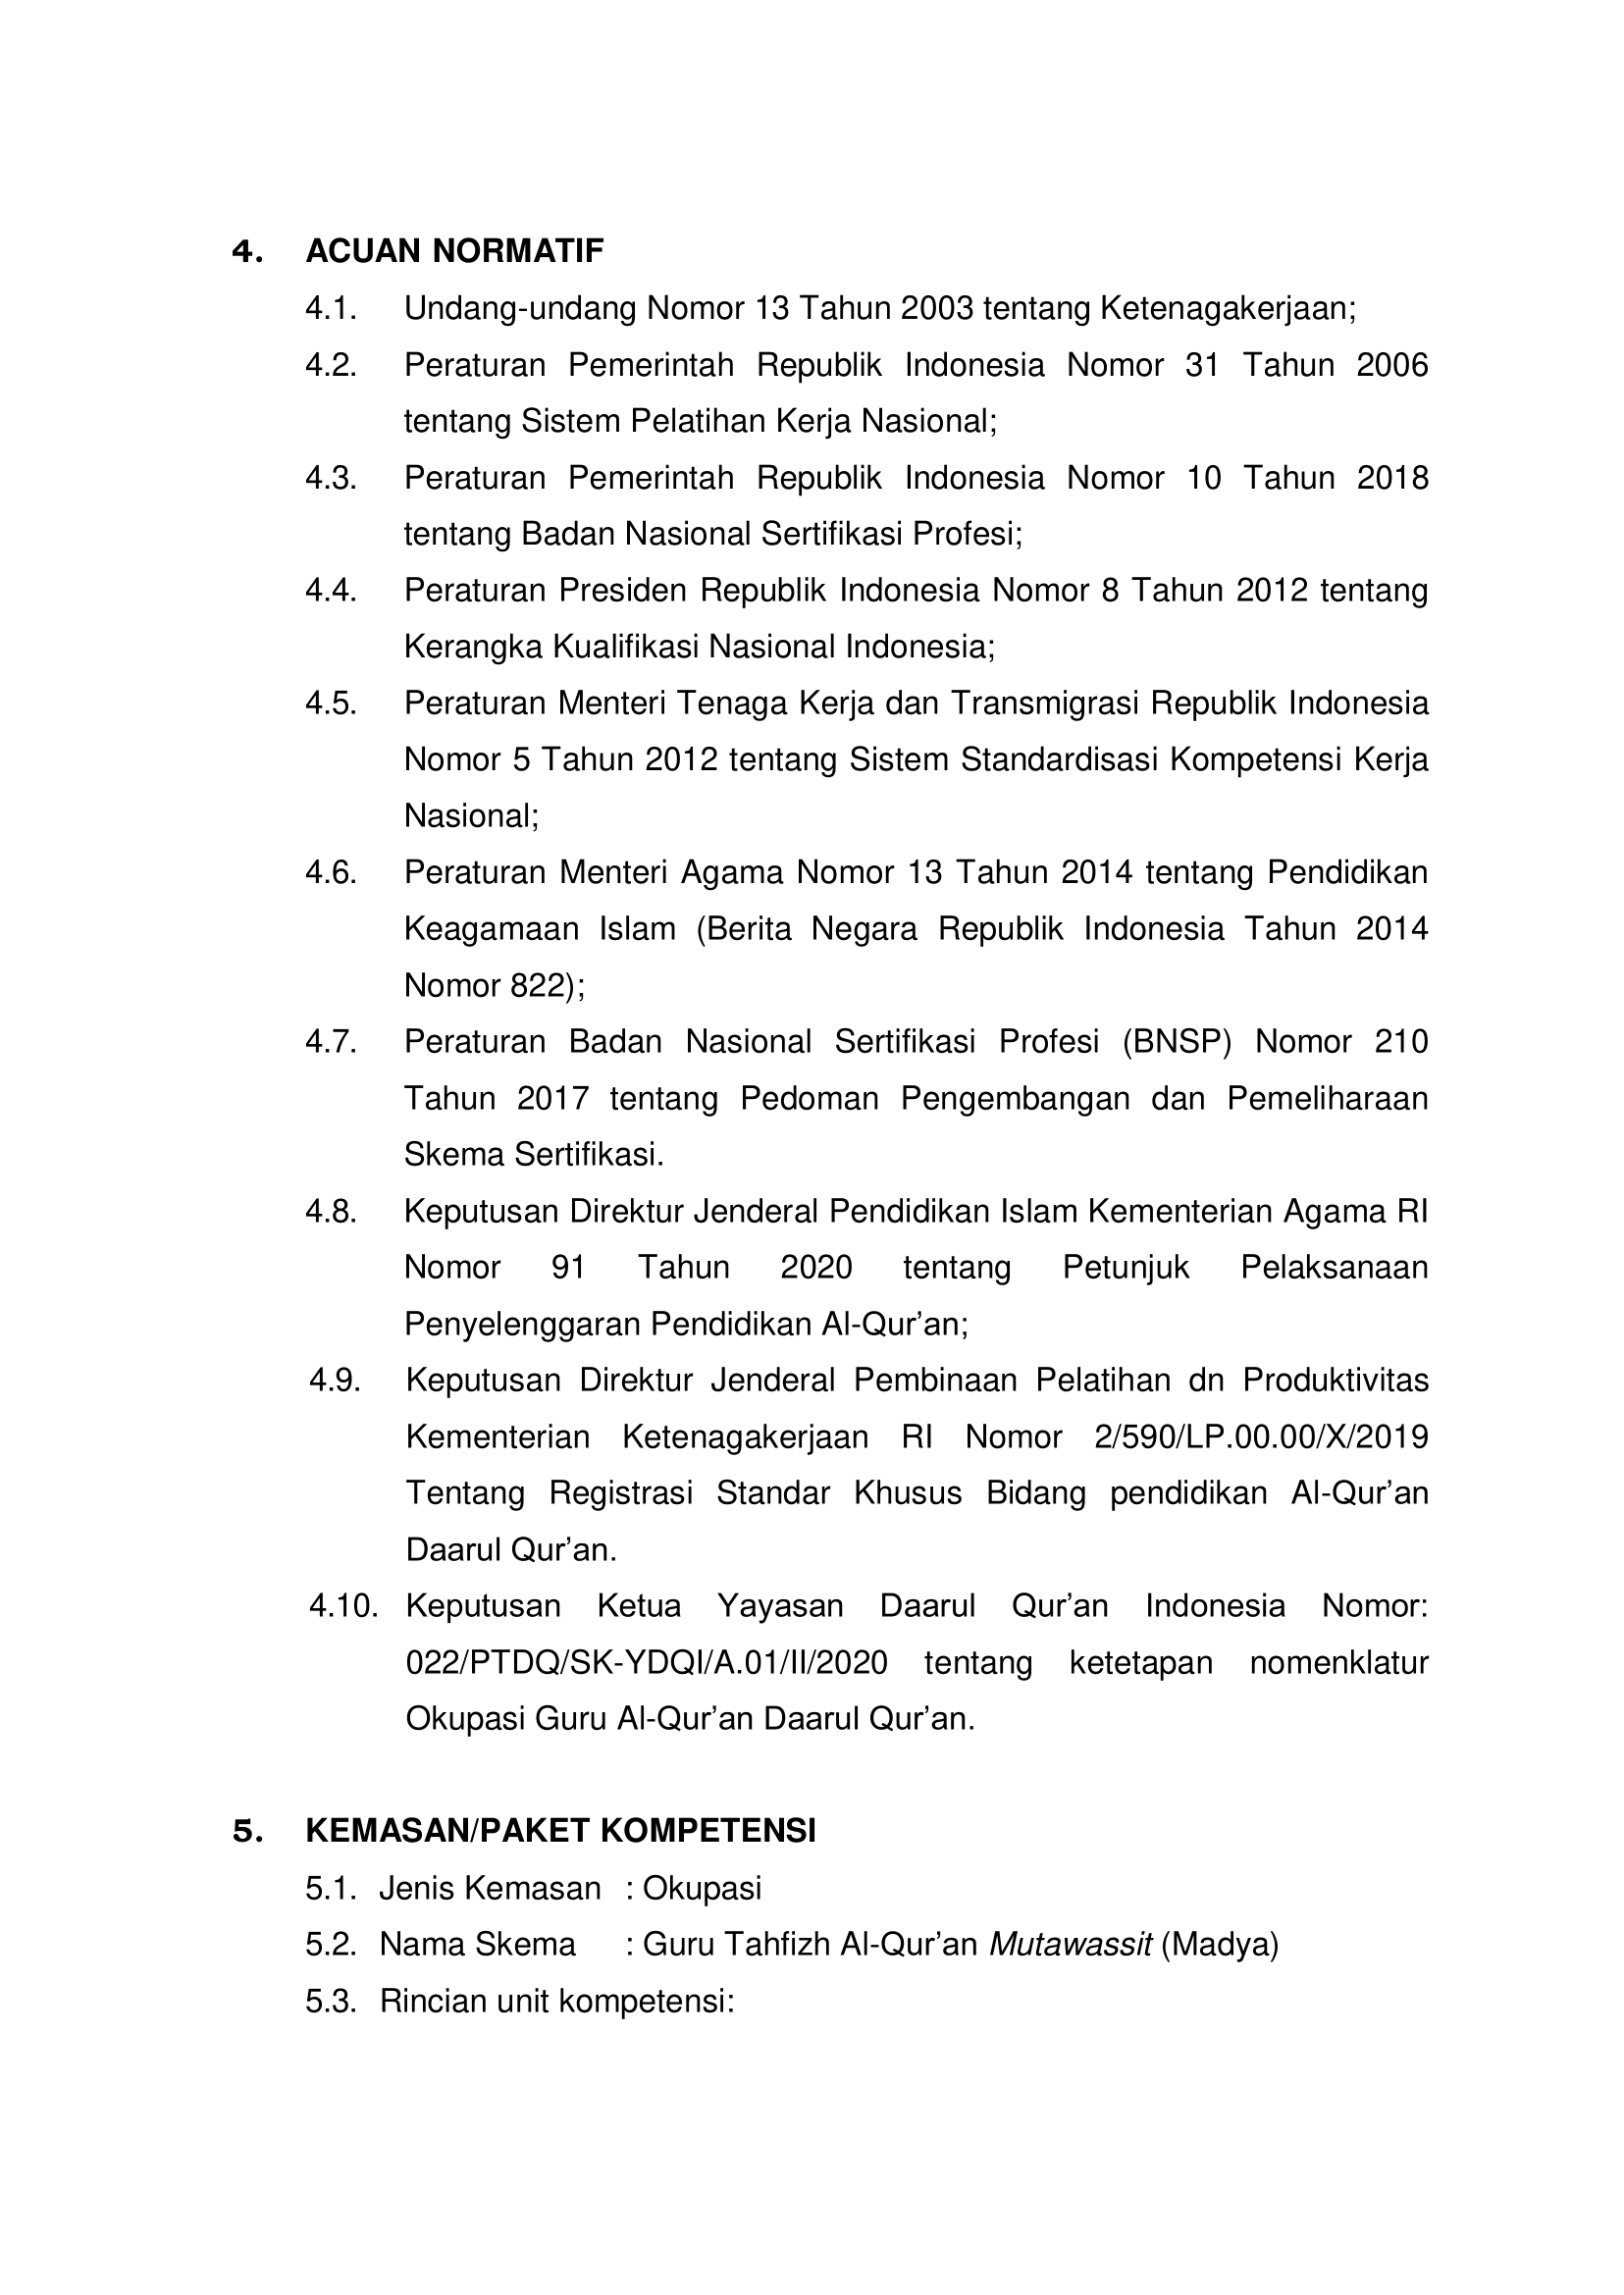 4. ACUAN NORMATIF
4.1. Undang-undang Nomor 13 Tahun 2003 tentang Ketenagakerjaan;
4.2. Peraturan Pemerintah Republik Indonesia Nomor 31 Tahun 2006
tentang Sistem Pelatihan Kerja Nasional;
4.3. Peraturan Pemerintah Republik Indonesia Nomor 10 Tahun 2018
tentang Badan Nasional Sertifikasi Profesi;
4.4. Peraturan Presiden Republik Indonesia Nomor 8 Tahun 2012 tentang
Kerangka Kualifikasi Nasional Indonesia;
4.5. Peraturan Menteri Tenaga Kerja dan Transmigrasi Republik Indonesia
Nomor 5 Tahun 2012 tentang Sistem Standardisasi Kompetensi Kerja
Nasional;
4.6. Peraturan Menteri Agama Nomor 13 Tahun 2014 tentang Pendidikan
Keagamaan Islam (Berita Negara Republik Indonesia Tahun 2014
Nomor 822);
4.7. Peraturan Badan Nasional Sertifikasi Profesi (BNSP) Nomor 210
Tahun 2017 tentang Pedoman Pengembangan dan Pemeliharaan
Skema Sertifikasi.
4.8. Keputusan Direktur Jenderal Pendidikan Islam Kementerian Agama RI
Nomor 91 Tahun 2020 tentang Petunjuk Pelaksanaan
Penyelenggaran Pendidikan Al-Qur’an;
4.9. Keputusan Direktur Jenderal Pembinaan Pelatihan dn Produktivitas
Kementerian Ketenagakerjaan RI Nomor 2/590/LP.00.00/X/2019
Tentang Registrasi Standar Khusus Bidang pendidikan Al-Qur’an
Daarul Qur’an.
4.10. Keputusan Ketua Yayasan Daarul Qur’an Indonesia Nomor:
022/PTDQ/SK-YDQI/A.01/II/2020 tentang ketetapan nomenklatur
Okupasi Guru Al-Qur’an Daarul Qur’an.
5. KEMASAN/PAKET KOMPETENSI
5.1. Jenis Kemasan : Okupasi
5.2. Nama Skema : Guru Tahfizh Al-Qur’an Mutawassit (Madya)
5.3. Rincian unit kompetensi: